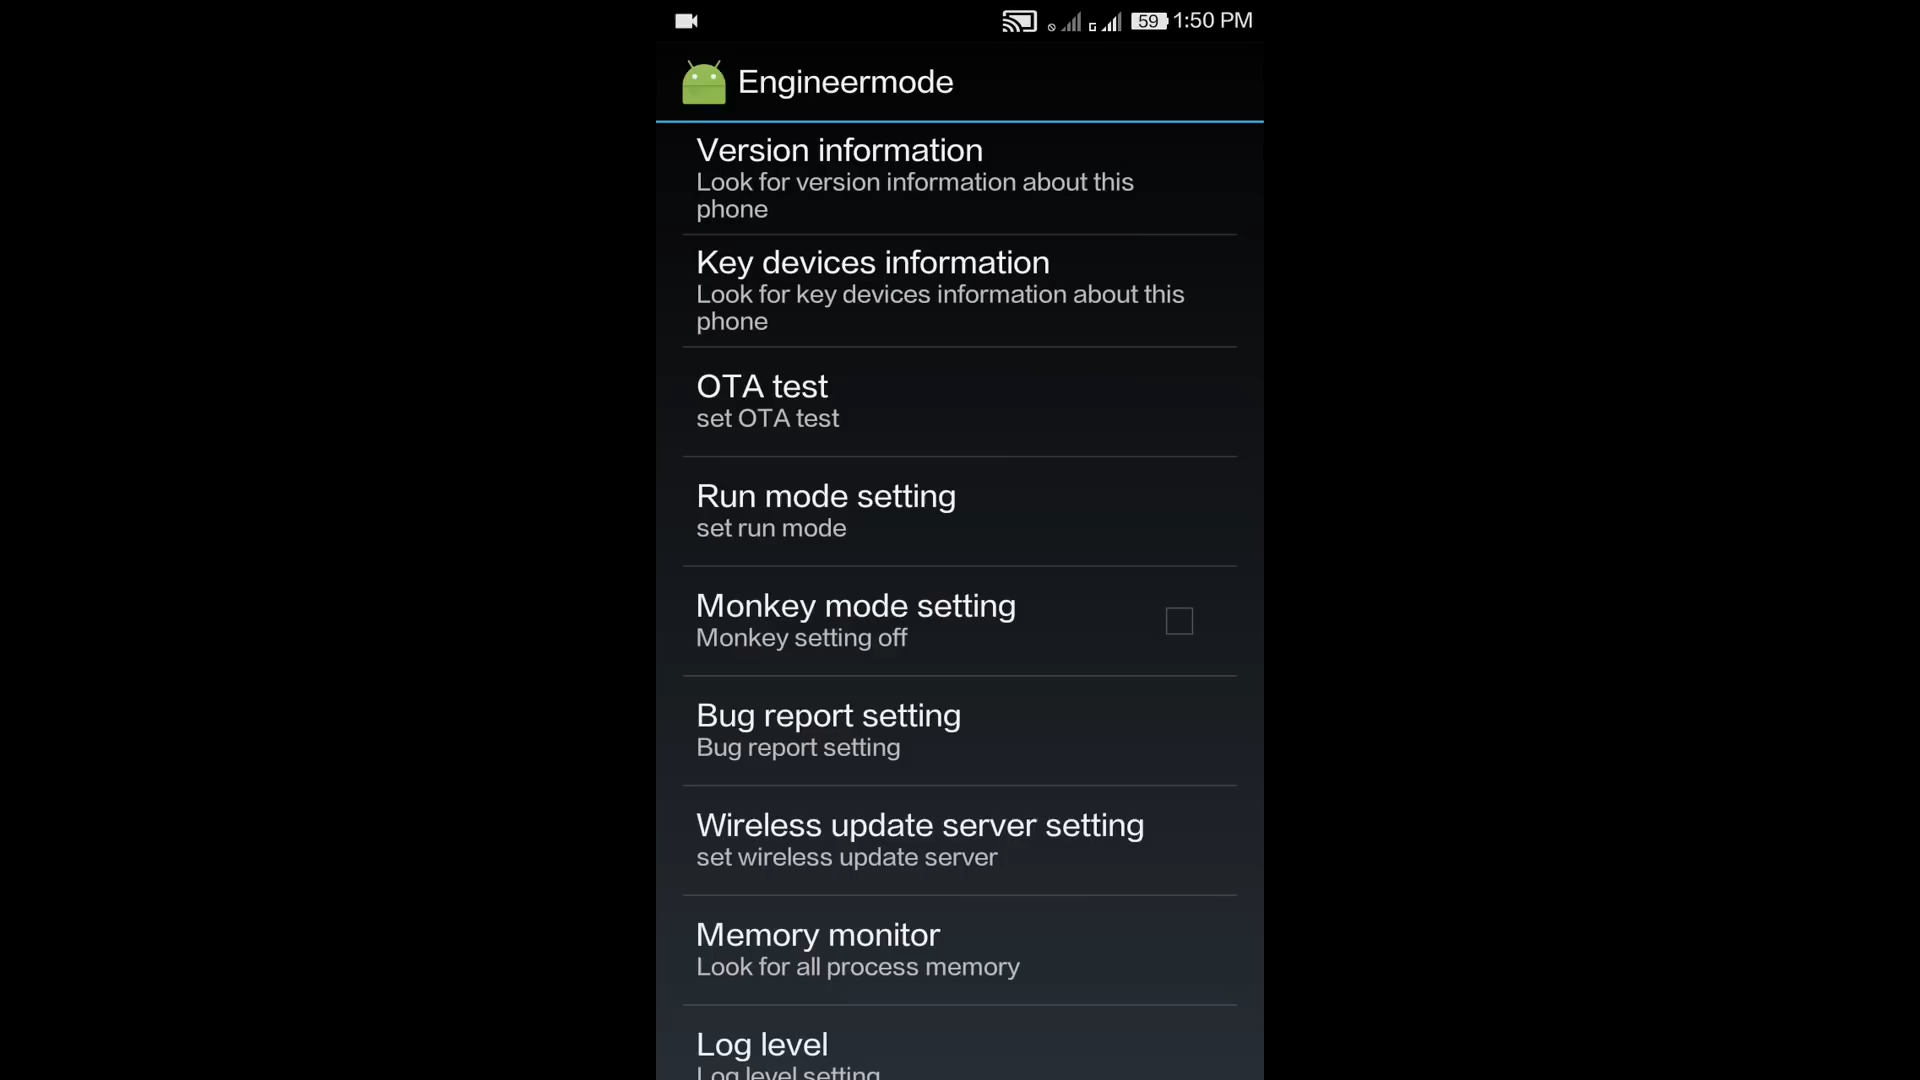 59 1:50 PM
Engineermode
Version information
Look for version information about this
phone
Key devices information
Look for key devices information about this
phone
OTA test
set OTA test
Run mode setting
set run mode
Monkey mode setting
Monkey setting off
Bug report setting
Bug report setting
Wireless update server setting
set wireless update server
Memory monitor
Look for all process memory
Log level
Log level setting